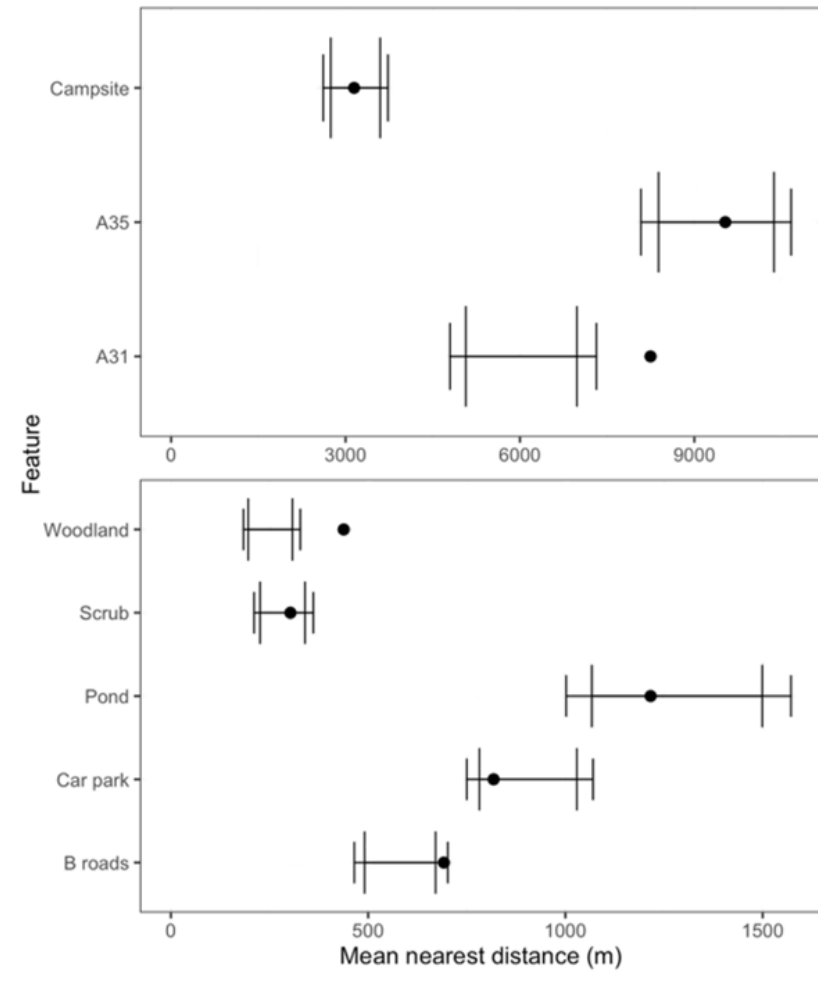 Campsite
A35
A31
0 3000 6000 9000
Feature
Woodland
Scrub
Pond
Car park
B roads
0 500 1000 1500
Mean nearest distance (m)